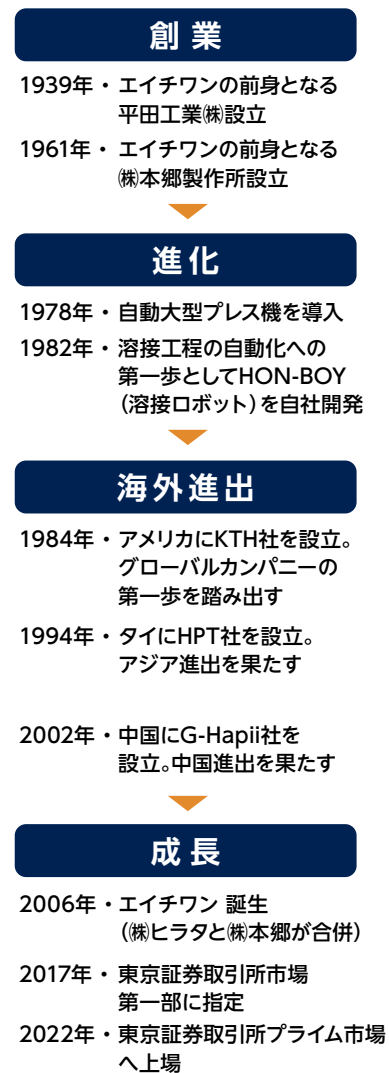 創業
1939年・エイチワンの前身となる
平田工業㈱設立
1961年・エイチワンの前身となる
㈱本郷製作所設立
進化
1978年・自動大型プレス機を導入
1982年・溶接工程の自動化への
第一歩としてHON-BOY
（溶接ロボット）を自社開発
海外進出
1984年・アメリカにKTH社を設立。
グローバルカンパニーの
第一歩を踏み出す
1994年・タイにHPT社を設立。
アジア進出を果たす
2002年・中国にG-Hapii社を
設立。中国進出を果たす
成長
2006年・エイチワン 誕生
（㈱ヒラタと㈱本郷が合併）
2017年・東京証券取引所市場
第一部に指定
2022年・東京証券取引所プライム市場
へ上場